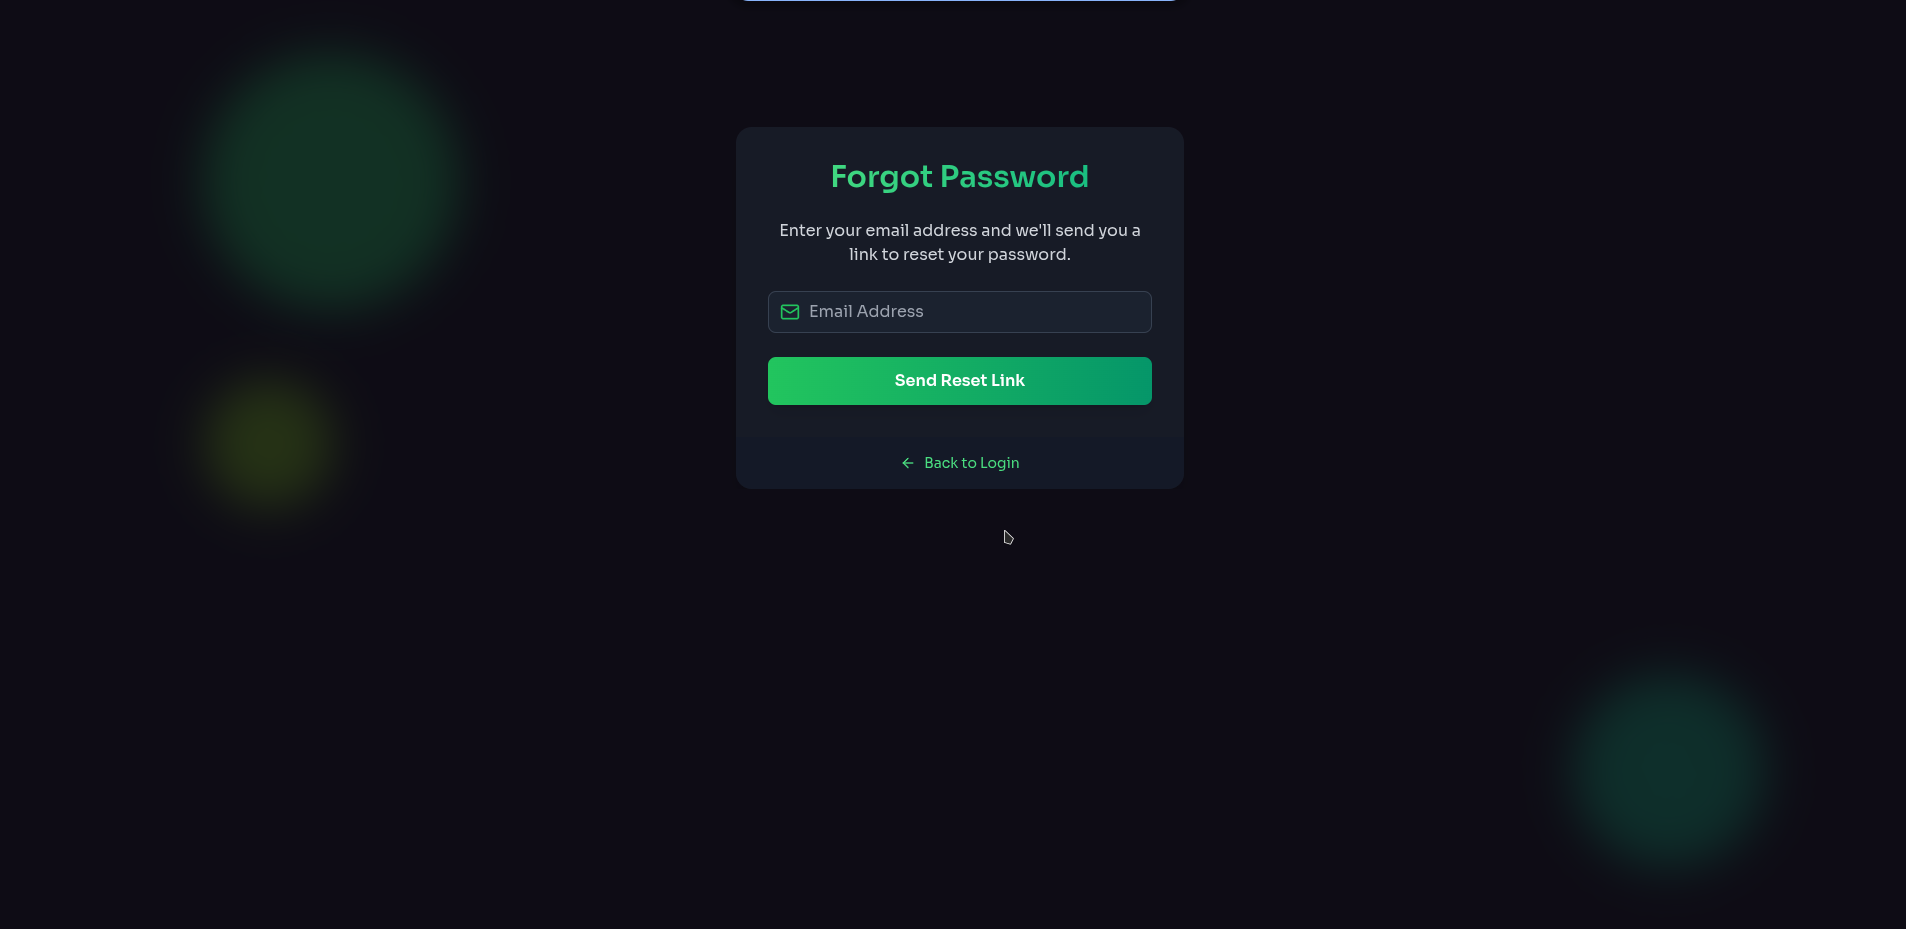 Forgot Password
Enter your email address and we'll send you a
link to reset your password.
Email Address
Send Reset Link
Back to Login